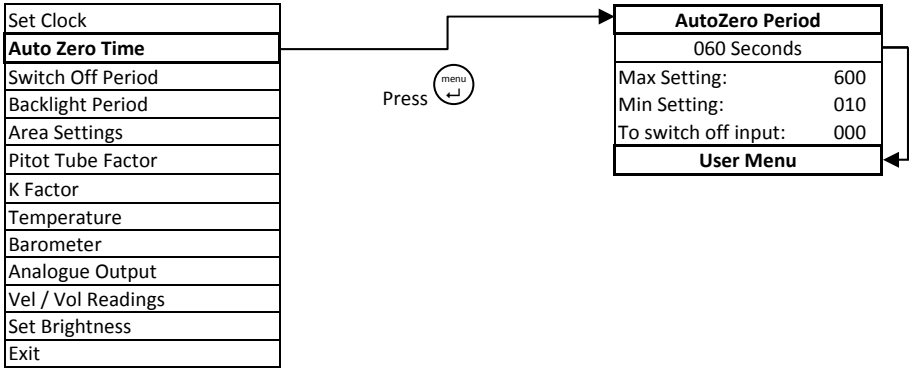 Set Clock
Auto Zero Time
Switch Off Period
Backlight Period
Area Settings
Pitot Tube Factor
K Factor
Temperature
Barometer
Analogue Output
Vel / Vol Readings
Set Brightness
Exit
Press
menu
AutoZero Period
060 Seconds
Max Setting: 600
Min Setting: 010
To switch off input: 000
User Menu